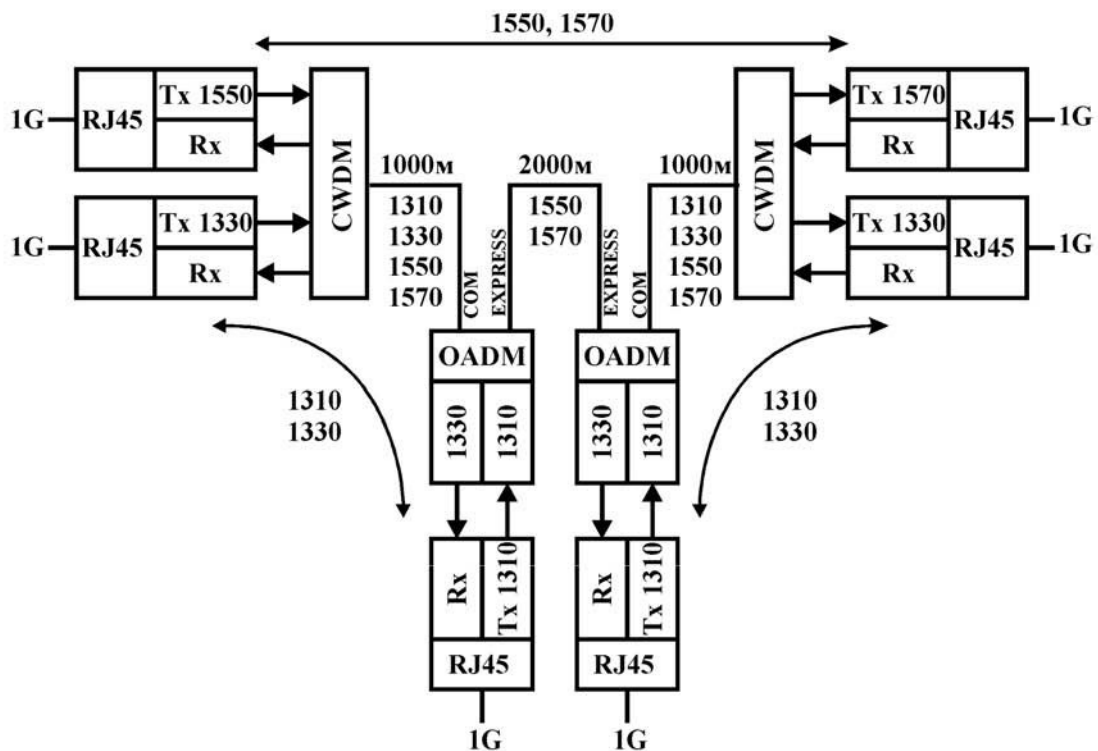 1550, 1570
1G
RJ45
Tx 1550
Rx
CWDM
1G
RJ45
Tx 1330
Rx
1000м
1310
1330
1550
1570
COM
EXPRESS
2000м
1550
1570
EXPRESS
COM
1000м
1310
1330
1550
1570
CWDM
Tx 1570
Rx
RJ45
1G
Tx 1330
Rx
RJ45
1G
OADM
1330
1310
OADM
1330
1310
1310
1330
1310
1330
Rx
Tx 1310
RJ45
1G
Rx
Tx 1310
RJ45
1G